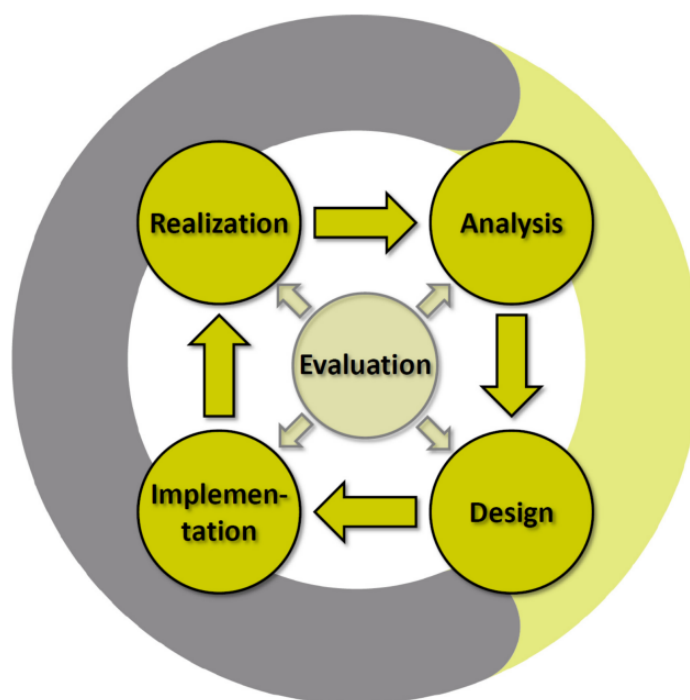 Realization
Analysis
Evaluation
Implemen-
tation
Design